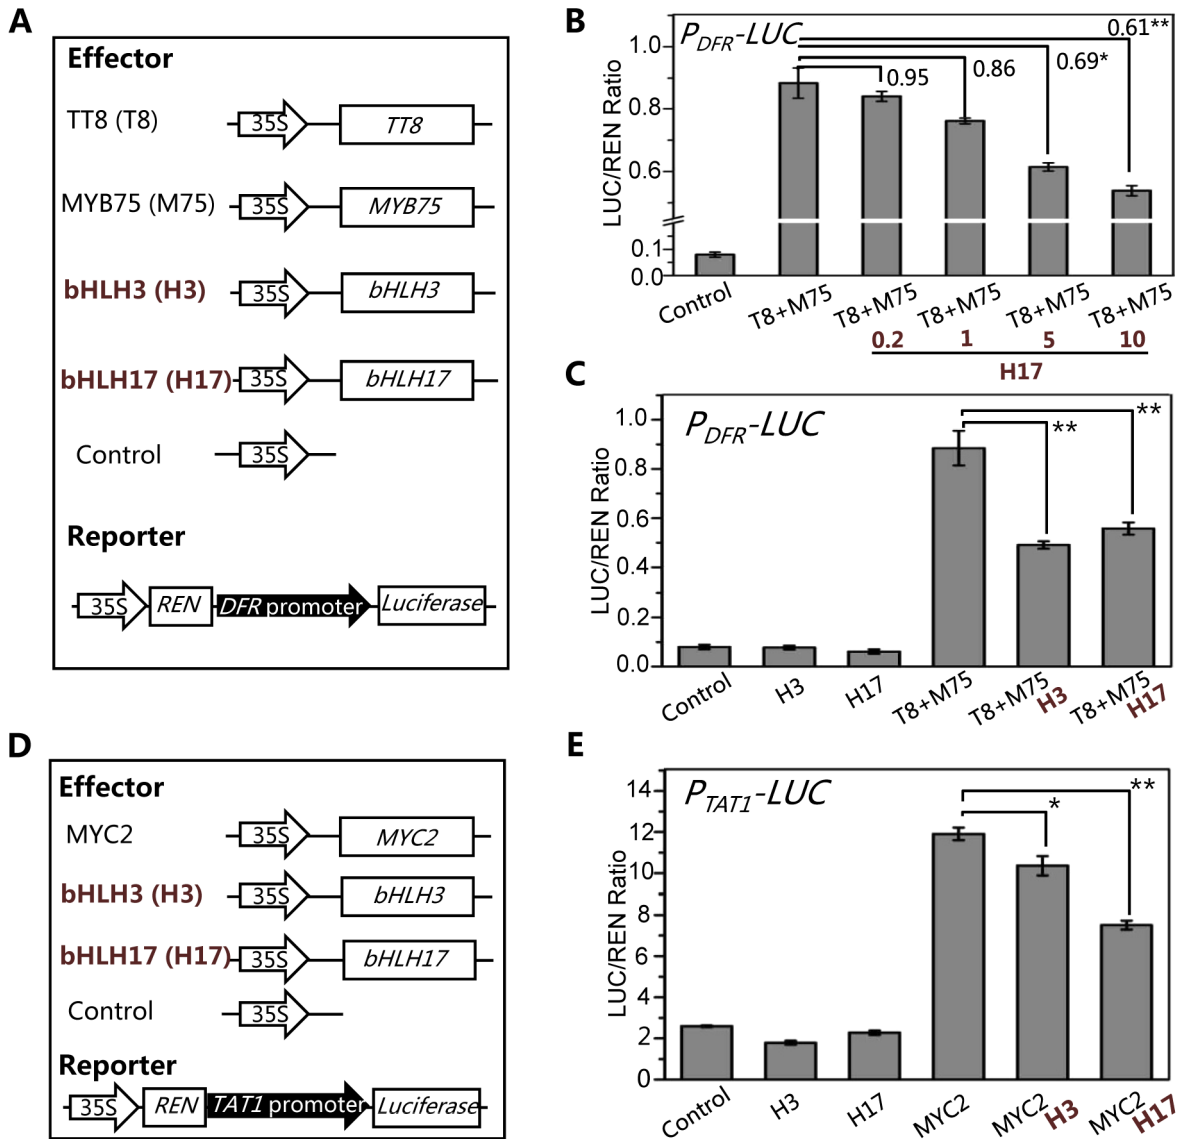 A
Effector
TT8 (T8)
35S
TT8
MYB75 (M75)
35S
MYB75
bHLH3 (H3)
35S
bHLH3
bHLH17 (H17)
35S
bHLH17
Control
35S
Reporter
35S
REN
DFR promoter
Luciferase
B
PDFR-LUC
LUC/REN Ratio
1.0
0.8
0.6
0.1
0.0
0.95
0.86
0.69*
0.61**
Control
T8+M75
T8+M75
T8+M75
T8+M75
T8+M75
0.2
1
5
10
H17
C
PDFR-LUC
LUC/REN Ratio
1.0
0.8
0.6
0.4
0.2
0.0
**
**
Control
H3
H17
T8+M75
T8+M75
H3
T8+M75
H17
D
Effector
MYC2
35S
MYC2
bHLH3 (H3)
35S
bHLH3
bHLH17 (H17)
35S
bHLH17
Control
35S
Reporter
35S
REN
TAT1 promoter
Luciferase
E
PTAT1-LUC
LUC/REN Ratio
14
12
10
8
6
4
2
0
*
**
Control
H3
H17
MYC2
MYC2
H3
MYC2
H17